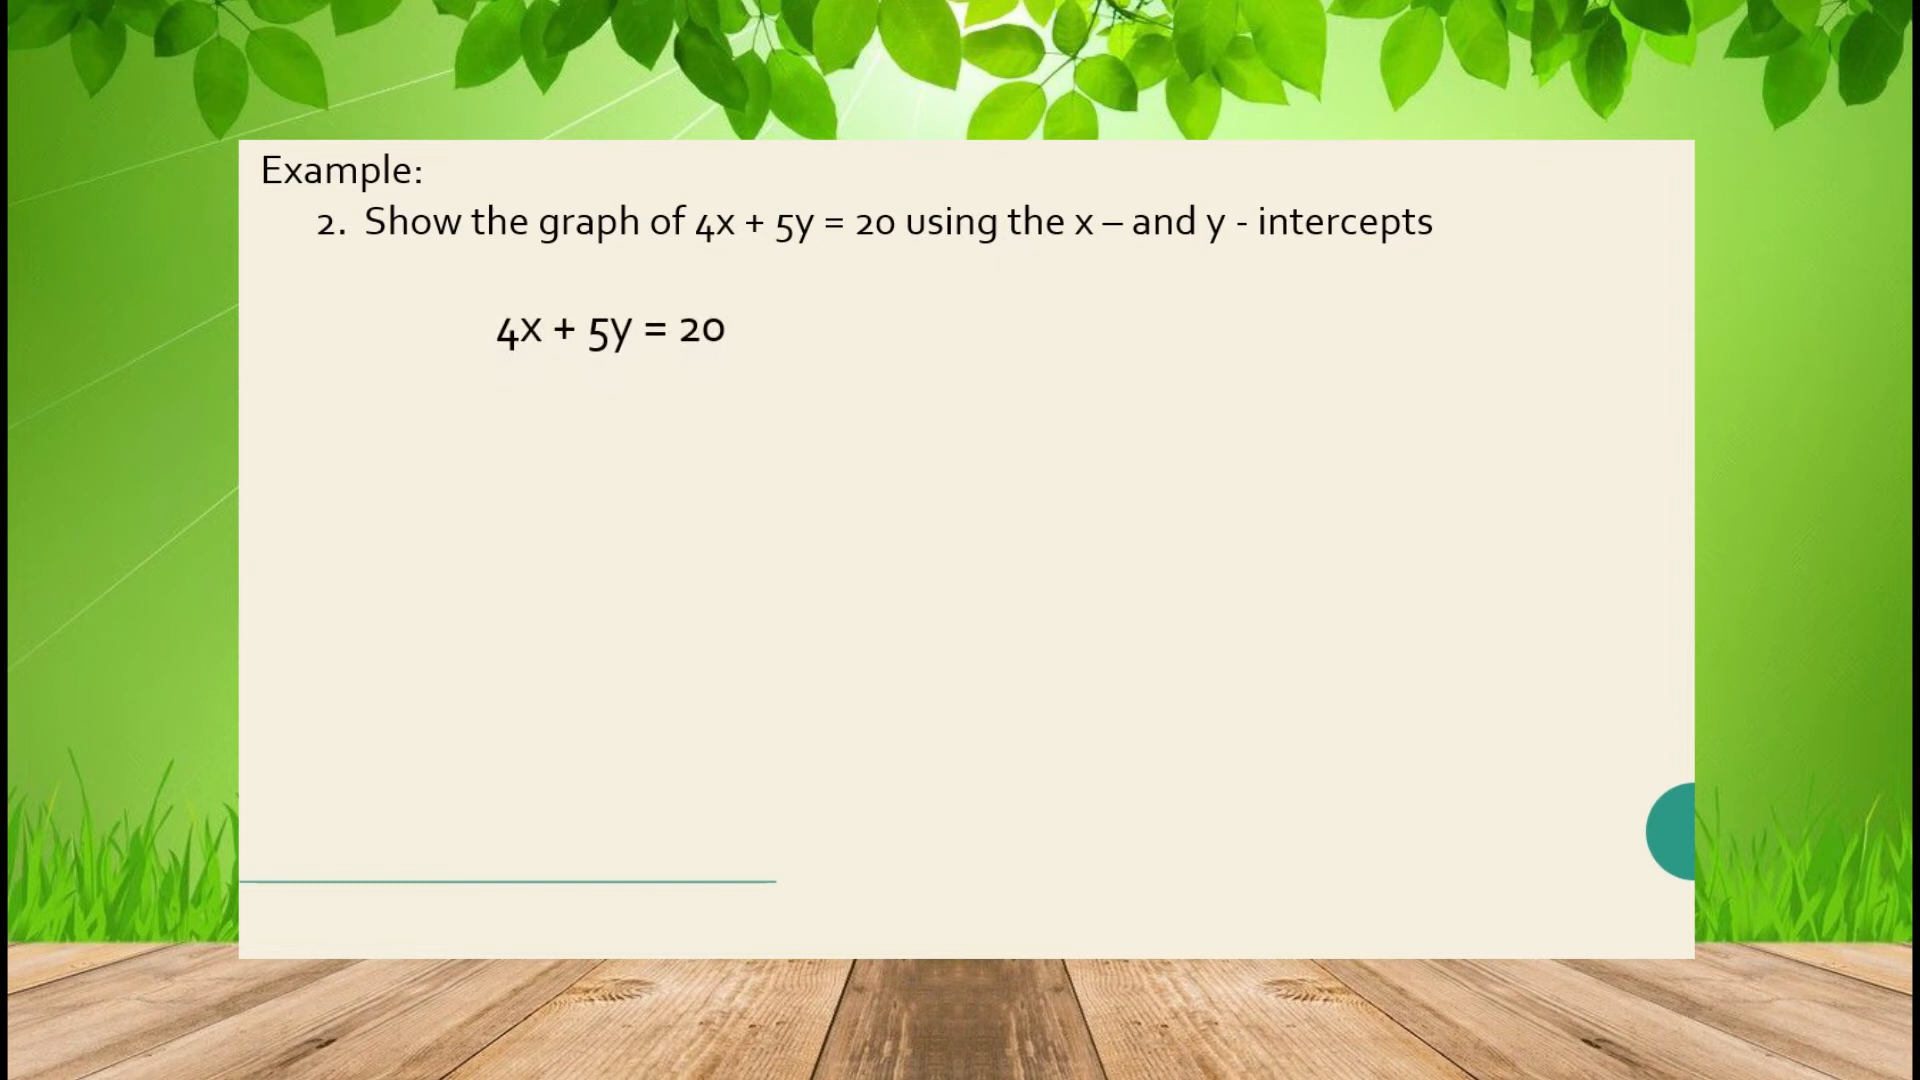 Example:
2. Show the graph of 4x + 5y = 20 using the x – and y - intercepts
4x + 5y = 20